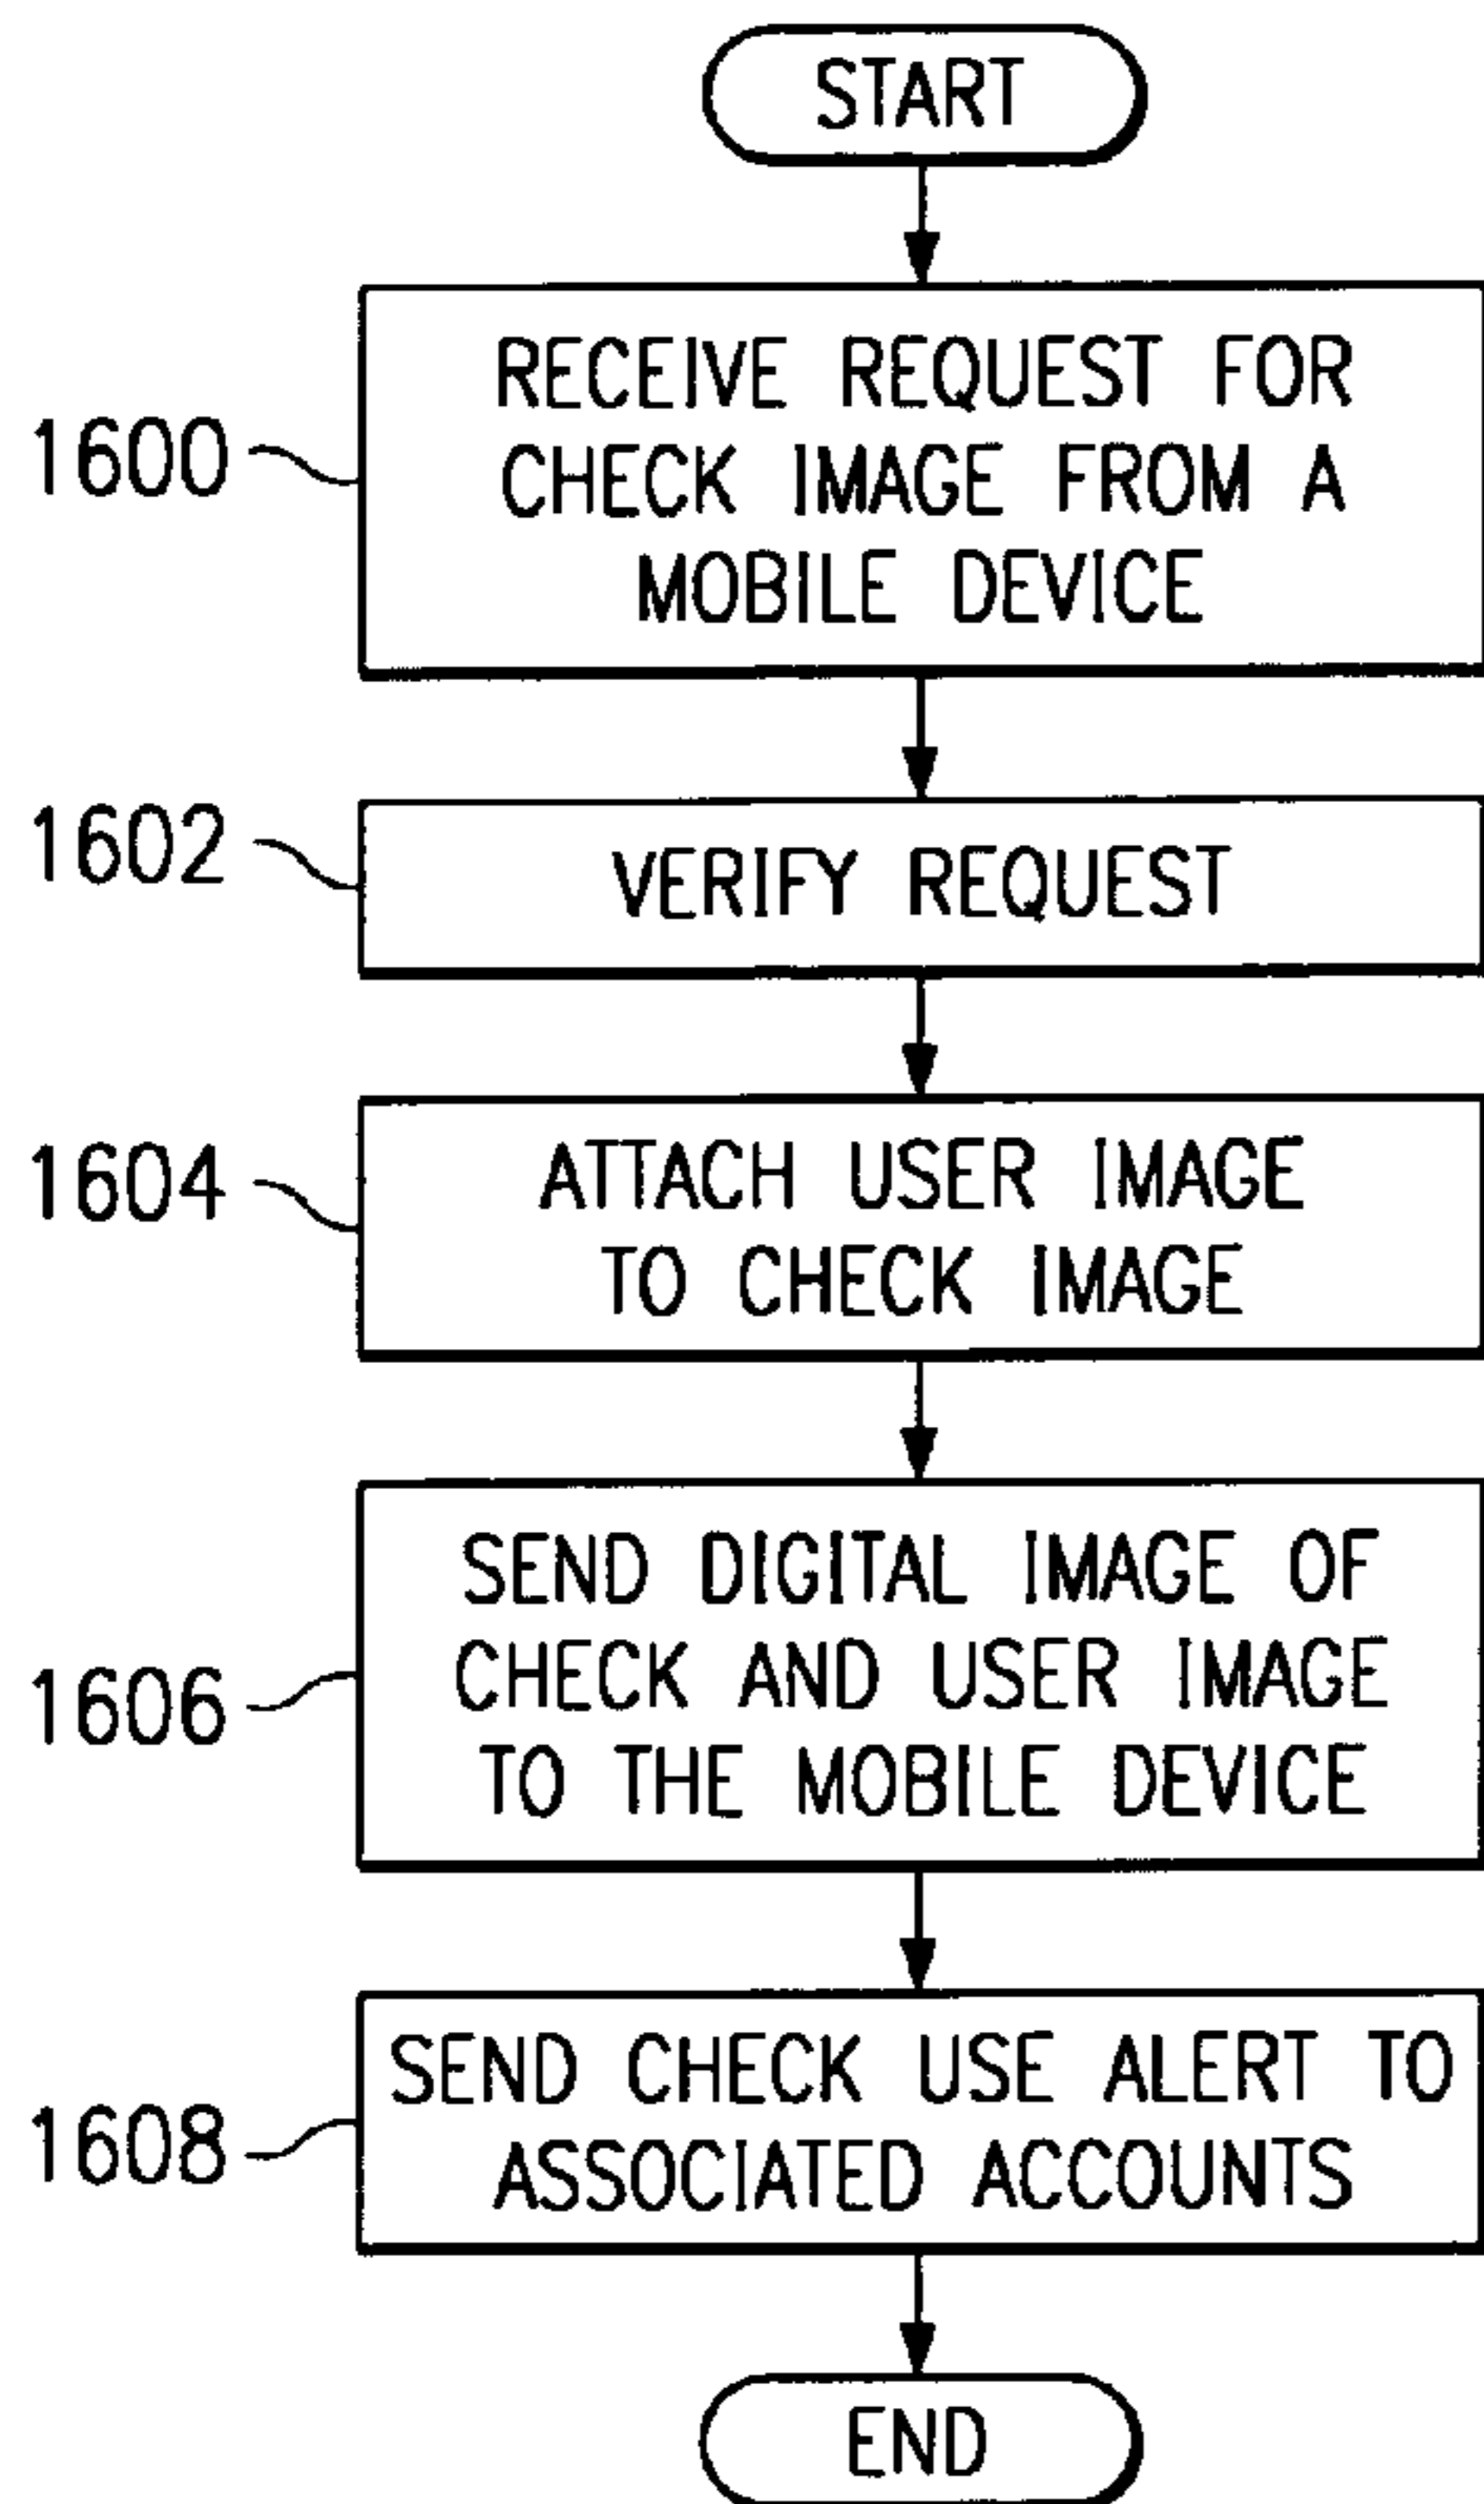 START
RECEIVE REQUEST FOR
CHECK IMAGE FROM A
MOBILE DEVICE
1600
VERIFY REQUEST
1602
ATTACH USER IMAGE
TO CHECK IMAGE
1604
SEND DIGITAL IMAGE OF
CHECK AND USER IMAGE
TO THE MOBILE DEVICE
1606
SEND CHECK USE ALERT TO
ASSOCIATED ACCOUNTS
1608
END